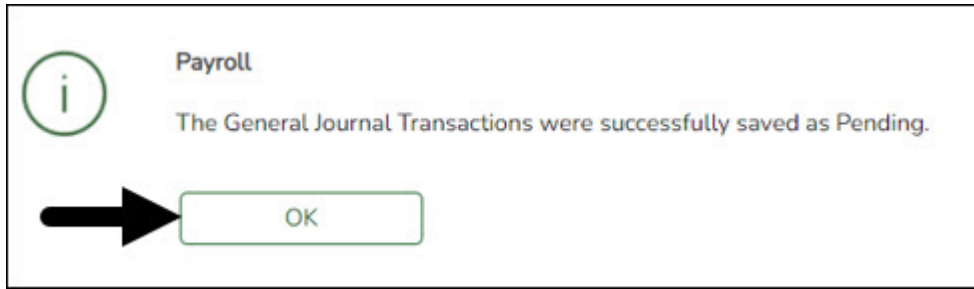 Payroll
The General Journal Transactions were successfully saved as Pending.
OK